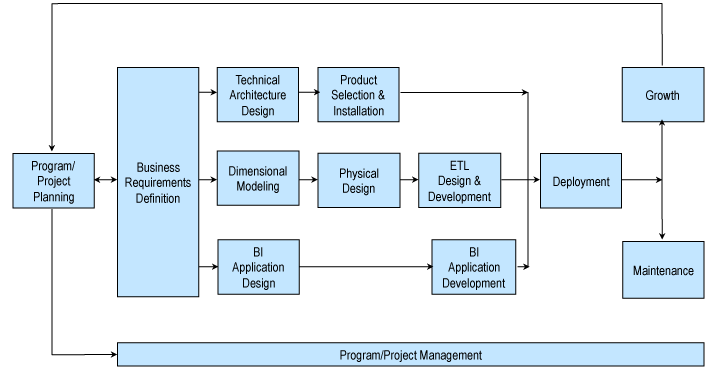 Technical
Architecture
Design
Product
Selection &
Installation
Growth
Program/
Project
Planning
Business
Requirements
Definition
Dimensional
Modeling
Physical
Design
ETL
Design &
Development
Deployment
BI
Application
Design
BI
Application
Development
Maintenance
Program/Project Management